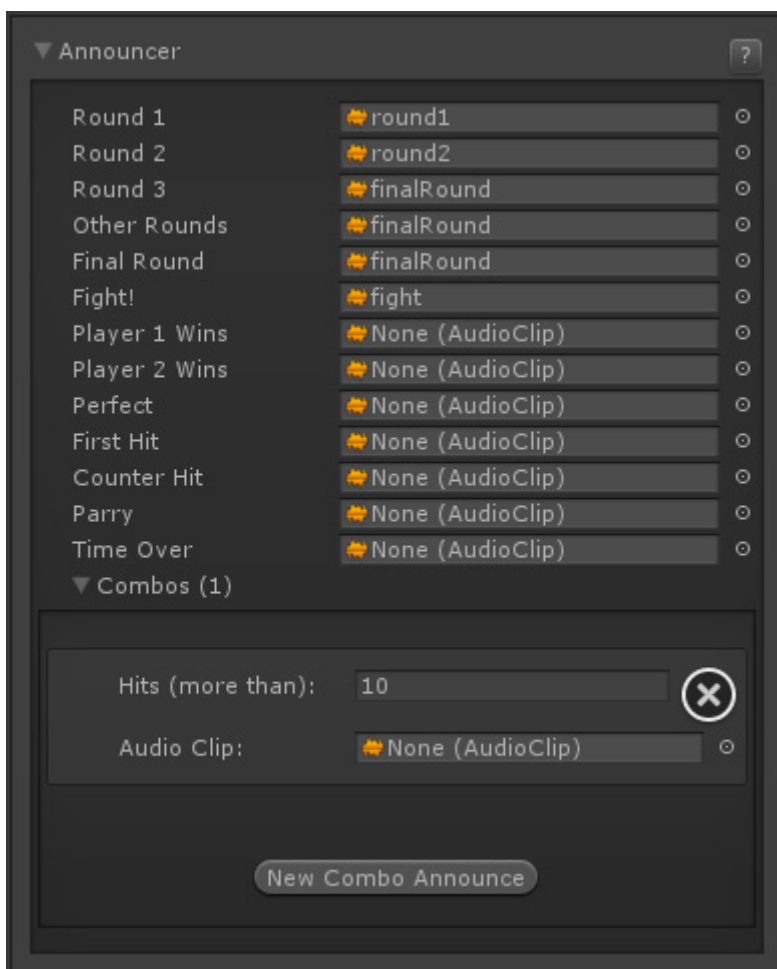 Announcer ?
Round 1 round1
Round 2 round2
Round 3 finalRound
Other Rounds finalRound
Final Round finalRound
Fight! fight
Player 1 Wins None (AudioClip)
Player 2 Wins None (AudioClip)
Perfect None (AudioClip)
First Hit None (AudioClip)
Counter Hit None (AudioClip)
Parry None (AudioClip)
Time Over None (AudioClip)
Combos (1)
Hits (more than): 10
Audio Clip: None (AudioClip)
New Combo Announce